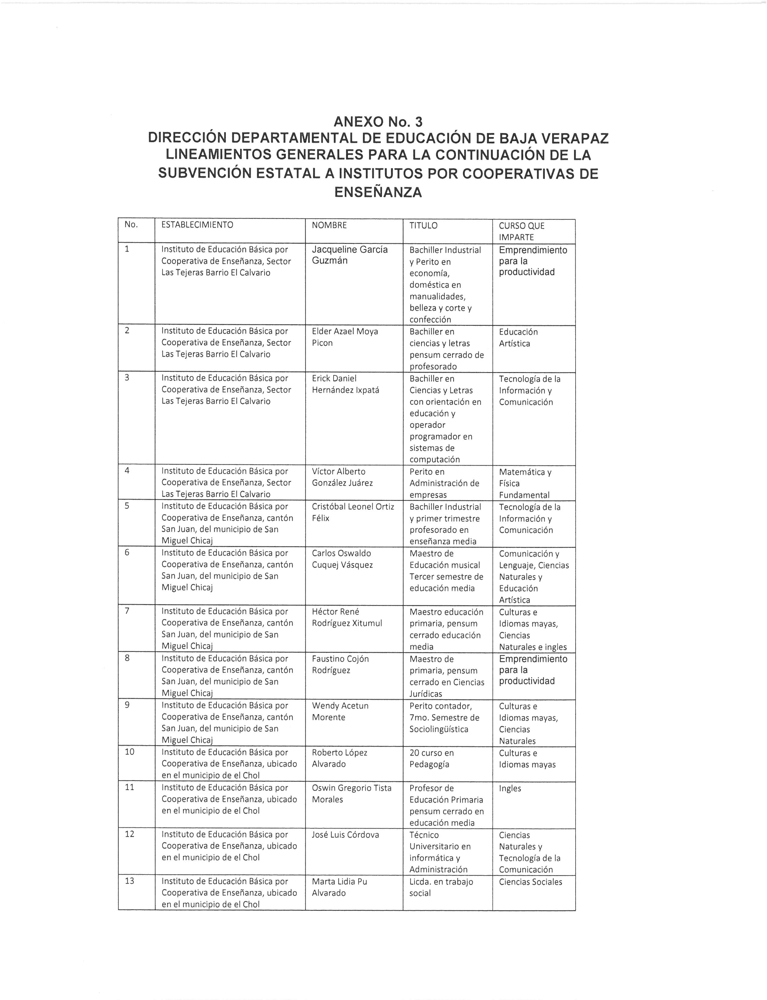 ANEXO No. 3
DIRECCIÓN DEPARTAMENTAL DE EDUCACIÓN DE BAJA VERAPAZ
LINEAMIENTOS GENERALES PARA LA CONTINUACIÓN DE LA
SUBVENCIÓN ESTATAL A INSTITUTOS POR COOPERATIVAS DE
ENSEÑANZA
No.
ESTABLECIMIENTO
NOMBRE
TITULO
CURSO QUE
IMPARTE
1
Instituto de Educación Básica por
Cooperativa de Enseñanza, Sector
Las Tejeras Barrio El Calvario
Jacqueline García
Guzmán
Bachiller Industrial
y Perito en
economía,
doméstica en
manualidades,
belleza y corte y
confección
Emprendimiento
para la
productividad
2
Instituto de Educación Básica por
Cooperativa de Enseñanza, Sector
Las Tejeras Barrio El Calvario
Elder Azael Moya
Picon
Bachiller en
ciencias y letras
pensum cerrado de
profesorado
Educación
Artística
3
Instituto de Educación Básica por
Cooperativa de Enseñanza, Sector
Las Tejeras Barrio El Calvario
Erick Daniel
Hernández Ixpatá
Bachiller en
Ciencias y Letras
con orientación en
educación y
operador
programador en
sistemas de
computación
Tecnología de la
Información y
Comunicación
4
Instituto de Educación Básica por
Cooperativa de Enseñanza, Sector
Las Tejeras Barrio El Calvario
Víctor Alberto
González Juárez
Perito en
Administración de
empresas
Matemática y
Física
Fundamental
5
Instituto de Educación Básica por
Cooperativa de Enseñanza, cantón
San Juan, del municipio de San
Miguel Chicaj
Cristóbal Leonel Ortiz
Félix
Bachiller Industrial
y primer trimestre
profesorado en
enseñanza media
Tecnología de la
Información y
Comunicación
6
Instituto de Educación Básica por
Cooperativa de Enseñanza, cantón
San Juan, del municipio de San
Miguel Chicaj
Carlos Oswaldo
Cuquej Vásquez
Maestro de
Educación musical
Tercer semestre de
educación media
Comunicación y
Lenguaje, Ciencias
Naturales y
Educación
Artística
7
Instituto de Educación Básica por
Cooperativa de Enseñanza, cantón
San Juan, del municipio de San
Miguel Chicaj
Héctor René
Rodríguez Xitumul
Maestro educación
primaria, pensum
cerrado educación
media
Culturas e
Idiomas mayas,
Ciencias
Naturales e ingles
8
Instituto de Educación Básica por
Cooperativa de Enseñanza, cantón
San Juan, del municipio de San
Miguel Chicaj
Faustino Cojón
Rodríguez
Maestro de
primaria, pensum
cerrado en Ciencias
Jurídicas
Emprendimiento
para la
productividad
9
Instituto de Educación Básica por
Cooperativa de Enseñanza, cantón
San Juan, del municipio de San
Miguel Chicaj
Wendy Acetun
Morente
Perito contador,
7mo. Semestre de
Sociolingüística
Culturas e
Idiomas mayas,
Ciencias
Naturales
10
Instituto de Educación Básica por
Cooperativa de Enseñanza, ubicado
en el municipio de el Chol
Roberto López
Alvarado
20 curso en
Pedagogía
Culturas e
Idiomas mayas
11
Instituto de Educación Básica por
Cooperativa de Enseñanza, ubicado
en el municipio de el Chol
Oswin Gregorio Tista
Morales
Profesor de
Educación Primaria
pensum cerrado en
educación media
Ingles
12
Instituto de Educación Básica por
Cooperativa de Enseñanza, ubicado
en el municipio de el Chol
José Luis Córdova
Técnico
Universitario en
informática y
Administración
Ciencias
Naturales y
Tecnología de la
Comunicación
13
Instituto de Educación Básica por
Cooperativa de Enseñanza, ubicado
en el municipio de el Chol
Marta Lidia Pu
Alvarado
Licda. en trabajo
social
Ciencias Sociales